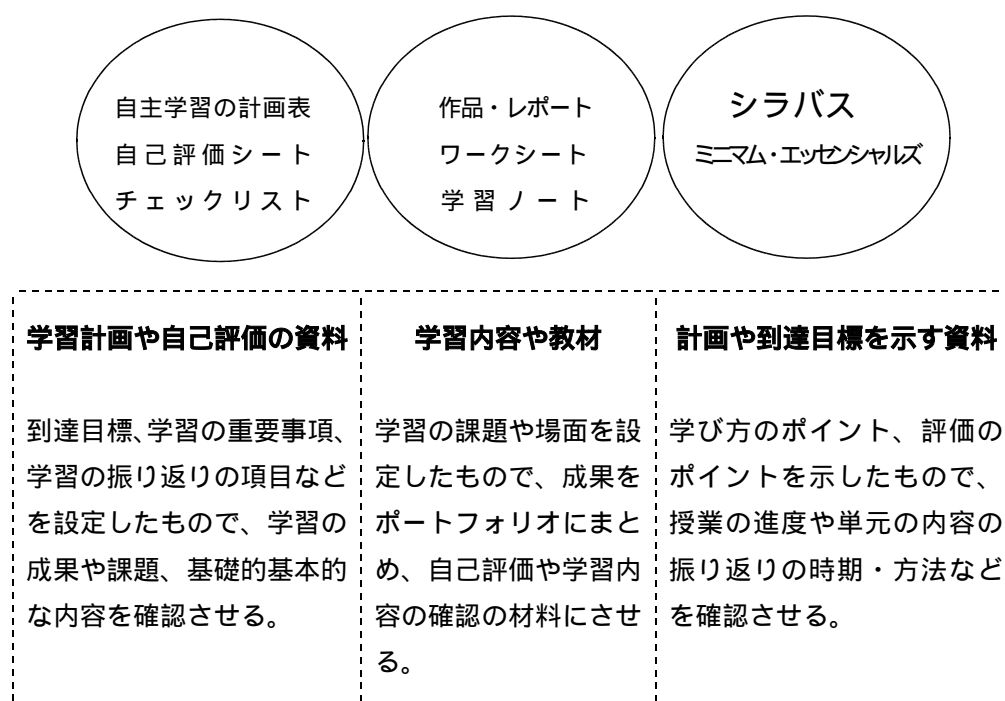 自主学習の計画表
自己評価シート
チェックリスト
作品・レポート
ワークシート
学習ノート
シラバス
ミニマム・エッセンシャルズ
学習計画や自己評価の資料
到達目標、学習の重要事項、
学習の振り返りの項目など
を設定したもので、学習の
成果や課題、基礎的基本的
な内容を確認させる。
学習内容や教材
学習の課題や場面を設
定したもので、成果を
ポートフォリオにまと
め、自己評価や学習内
容の確認の材料にさせ
る。
計画や到達目標を示す資料
学び方のポイント、評価の
ポイントを示したもので、
授業の進度や単元の内容の
振り返りの時期・方法など
を確認させる。